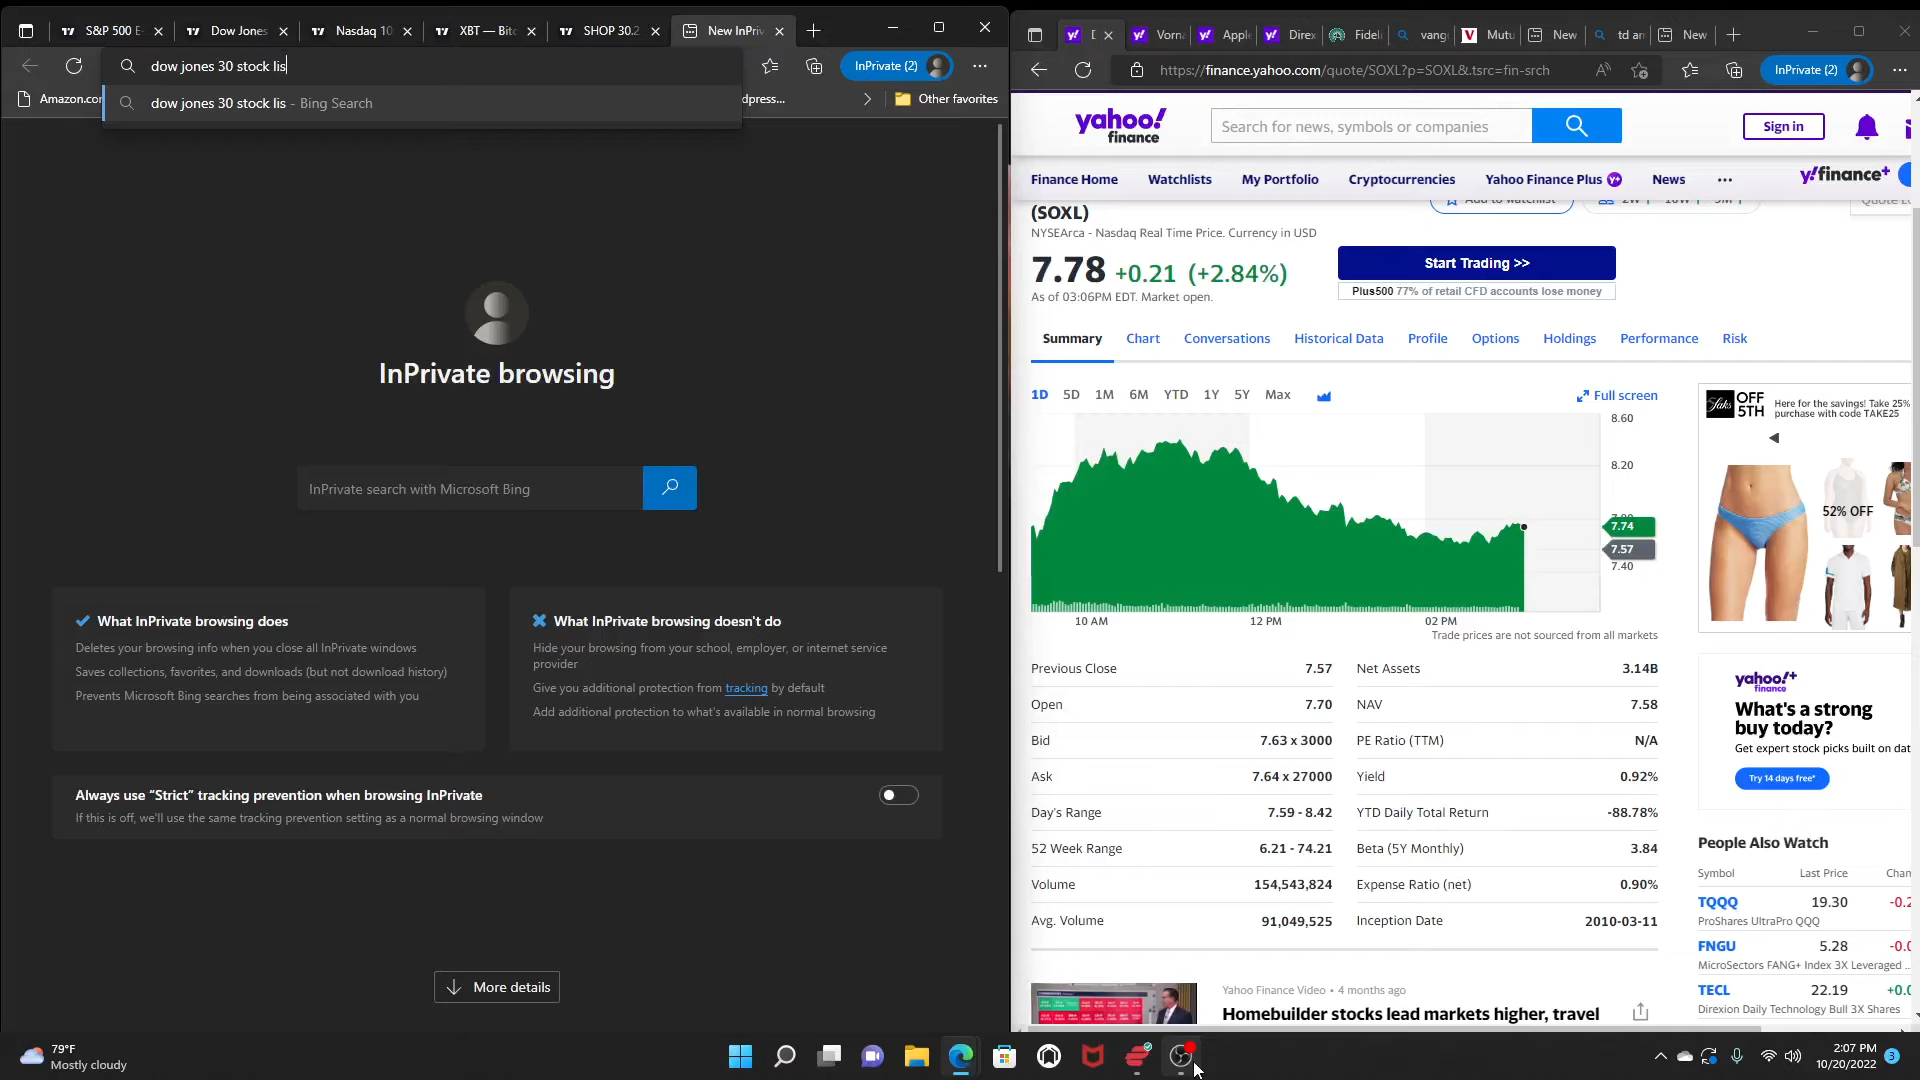 S&P 500 E-
Dow Jones
Nasdaq 10
XBT — Bitc
SHOP 30.2
New InPriv
dow jones 30 stock lis
InPrivate (2)
Amazon.com
dow jones 30 stock lis - Bing Search
dpress...
Other favorites
InPrivate browsing
InPrivate search with Microsoft Bing
What InPrivate browsing does
Deletes your browsing info when you close all InPrivate windows
Saves collections, favorites, and downloads (but not download history)
Prevents Microsoft Bing searches from being associated with you
What InPrivate browsing doesn't do
Hide your browsing from your school, employer, or internet service
provider
Give you additional protection from tracking by default
Add additional protection to what's available in normal browsing
Always use “Strict” tracking prevention when browsing InPrivate
If this is off, we'll use the same tracking prevention setting as a normal browsing window
More details
Vorna
Apple
Direx
Fideli
vang
Mutu
New
td an
New
https://finance.yahoo.com/quote/SOXL?p=SOXL&.tsrc=fin-srch
InPrivate (2)
yahoo!
finance
Search for news, symbols or companies
Sign in
Finance Home
Watchlists
My Portfolio
Cryptocurrencies
Yahoo Finance Plus
News
y!finance+
(SOXL)
Add to watchlist
NYSEArca - Nasdaq Real Time Price. Currency in USD
7.78 +0.21 (+2.84%)
As of 03:06PM EDT. Market open.
Start Trading >>
Plus500 77% of retail CFD accounts lose money
Summary
Chart
Conversations
Historical Data
Profile
Options
Holdings
Performance
Risk
1D 5D 1M 6M YTD 1Y 5Y Max
Full screen
8.60
8.20
7.74
7.57
7.40
10 AM
12 PM
02 PM
Trade prices are not sourced from all markets
Previous Close 7.57
Open 7.70
Bid 7.63 x 3000
Ask 7.64 x 27000
Day's Range 7.59 - 8.42
52 Week Range 6.21 - 74.21
Volume 154,543,824
Avg. Volume 91,049,525
Net Assets 3.14B
NAV 7.58
PE Ratio (TTM) N/A
Yield 0.92%
YTD Daily Total Return -88.78%
Beta (5Y Monthly) 3.84
Expense Ratio (net) 0.90%
Inception Date 2010-03-11
Yahoo Finance Video • 4 months ago
Homebuilder stocks lead markets higher, travel
Saks OFF 5TH
Here for the savings! Take 25%
purchase with code TAKE25
52% OFF
yahoo!+
finance
What's a strong
buy today?
Get expert stock picks built on dat
Try 14 days free*
People Also Watch
Symbol Last Price Chan
TQQQ 19.30 -0.2
ProShares UltraPro QQQ
FNGU 5.28 -0.0
MicroSectors FANG+ Index 3X Leveraged ...
TECL 22.19 +0.0
Direxion Daily Technology Bull 3X Shares
79°F
Mostly cloudy
2:07 PM
10/20/2022
3